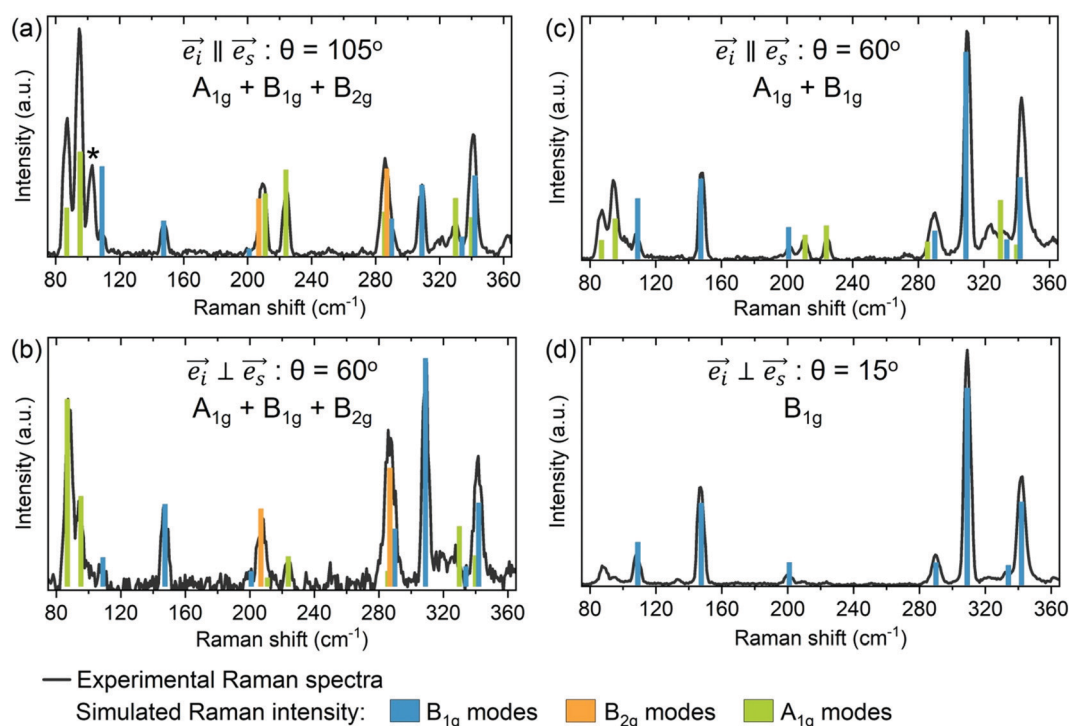 (a)
e⃗ᵢ ∥ e⃗ₛ : θ = 105°
A₁g + B₁g + B₂g
*
Intensity (a.u.)
80 120 160 200 240 280 320 360
Raman shift (cm⁻¹)
(c)
e⃗ᵢ ∥ e⃗ₛ : θ = 60°
A₁g + B₁g
Intensity (a.u.)
80 120 160 200 240 280 320 360
Raman shift (cm⁻¹)
(b)
e⃗ᵢ ⊥ e⃗ₛ : θ = 60°
A₁g + B₁g + B₂g
Intensity (a.u.)
80 120 160 200 240 280 320 360
Raman shift (cm⁻¹)
(d)
e⃗ᵢ ⊥ e⃗ₛ : θ = 15°
B₁g
Intensity (a.u.)
80 120 160 200 240 280 320 360
Raman shift (cm⁻¹)
Experimental Raman spectra
Simulated Raman intensity: B₁g modes B₂g modes A₁g modes